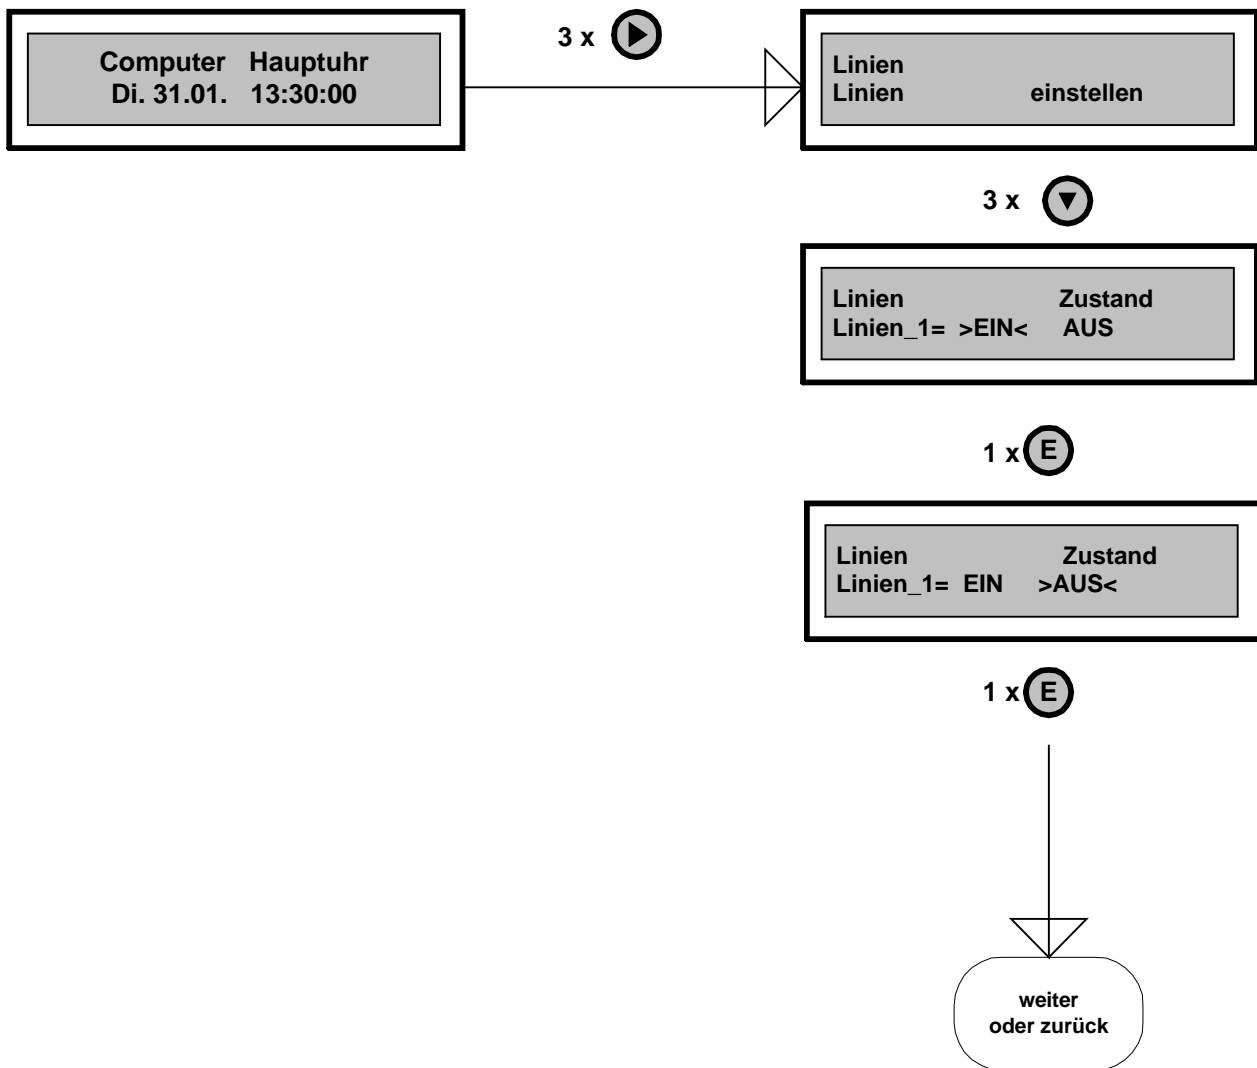 Computer Hauptuhr
Di. 31.01. 13:30:00
3 x
Linien
Linien einstellen
3 x
Linien Zustand
Linien_1= >EIN< AUS
1 x E
Linien Zustand
Linien_1= EIN >AUS<
1 x E
weiter
oder zurück